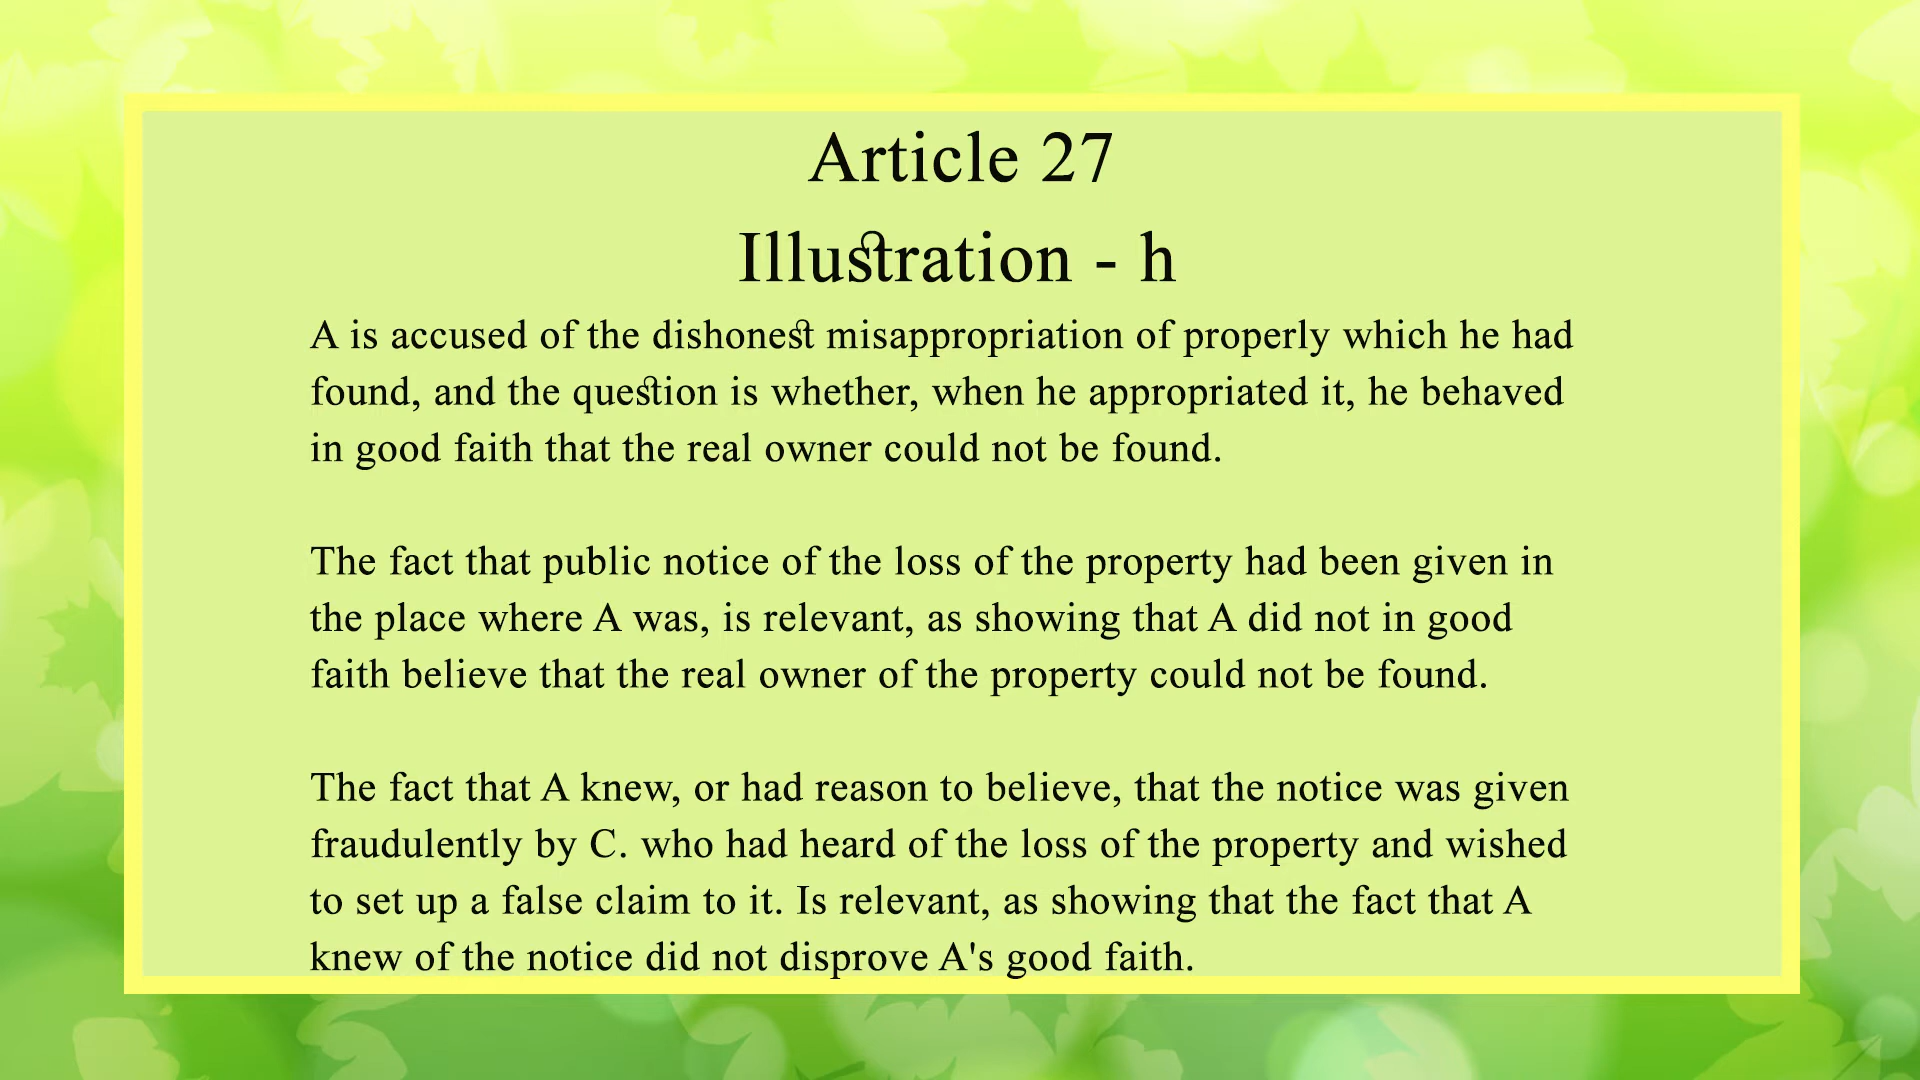 Article 27
Illustration - h
A is accused of the dishonest misappropriation of properly which he had
found, and the question is whether, when he appropriated it, he behaved
in good faith that the real owner could not be found.
The fact that public notice of the loss of the property had been given in
the place where A was, is relevant, as showing that A did not in good
faith believe that the real owner of the property could not be found.
The fact that A knew, or had reason to believe, that the notice was given
fraudulently by C. who had heard of the loss of the property and wished
to set up a false claim to it. Is relevant, as showing that the fact that A
knew of the notice did not disprove A's good faith.